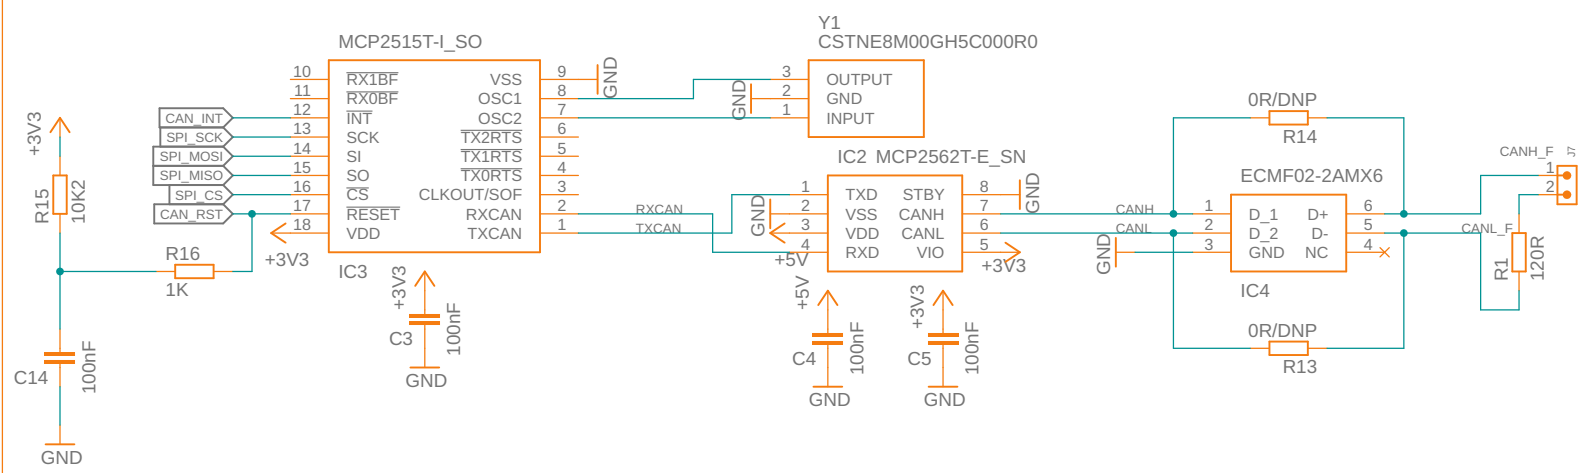 Y1
CSTNE8M00GH5C000R0
MCP2515T-I_SO
10 RX1BF VSS 9 GND
11 RX0BF OSC1 8
CAN_INT 12 INT OSC2 7
SPI_SCK 13 SCK TX2RTS 6
SPI_MOSI 14 SI TX1RTS 5
SPI_MISO 15 SO TX0RTS 4
SPI_CS 16 CS CLKOUT/SOF 3
CAN_RST 17 RESET RXCAN 2 RXCAN
18 VDD TXCAN 1 TXCAN
+3V3
IC3
3 OUTPUT
GND 2 GND
1 INPUT
+3V3
R15
10K2
R16
1K
C14
100nF
GND
+3V3
C3
100nF
GND
IC2 MCP2562T-E_SN
1 TXD STBY 8 GND
GND 2 VSS CANH 7 CANH
3 VDD CANL 6 CANL
+5V 4 RXD VIO 5 +3V3
+5V
C4
100nF
GND
+3V3
C5
100nF
GND
0R/DNP
R14
ECMF02-2AMX6
1 D_1 D+ 6
2 D_2 D- 5
GND 3 GND NC 4
IC4
0R/DNP
R13
CANH_F
J7
1
2
CANL_F
R1
120R